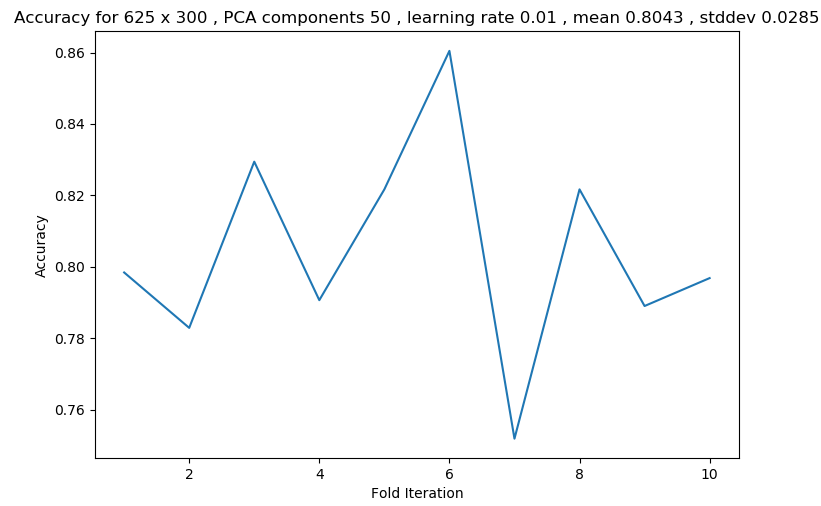 Accuracy for 625 x 300 , PCA components 50 , learning rate 0.01 , mean 0.8043 , stddev 0.0285
0.86
0.84
0.82
0.80
0.78
0.76
Accuracy
2 4 6 8 10
Fold Iteration